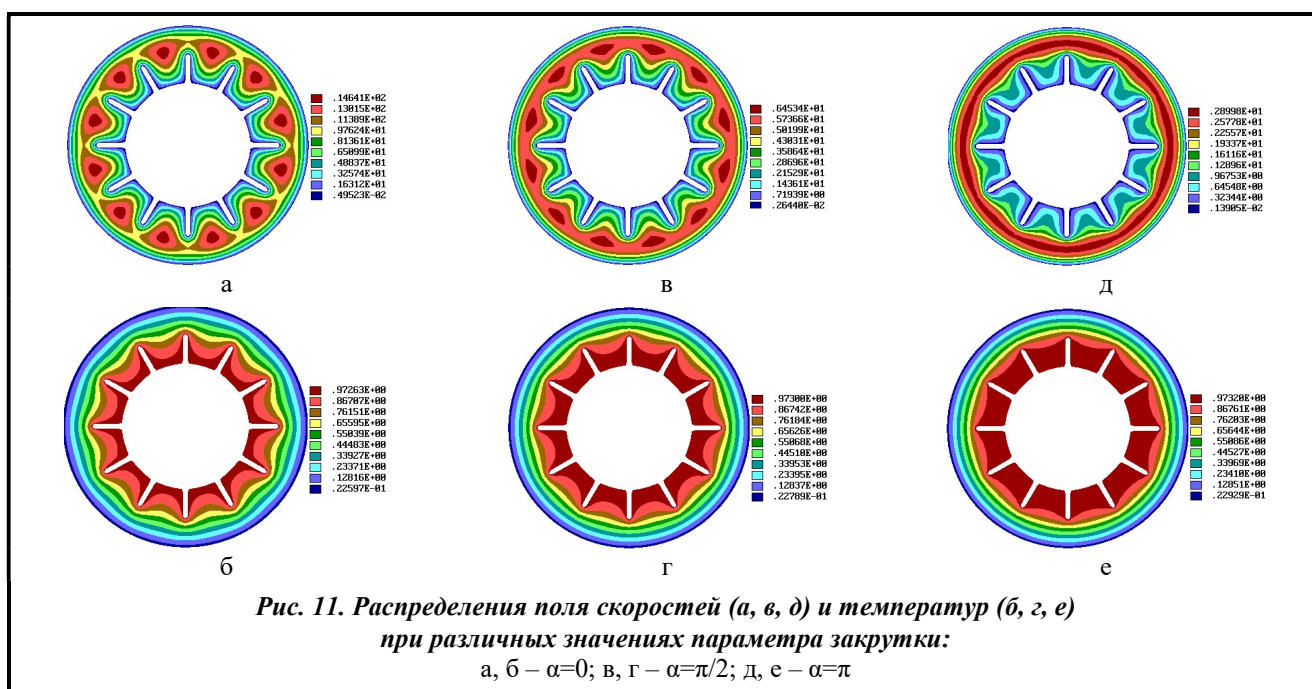 .14641E+02
.13015E+02
.11389E+02
.97624E+01
.81361E+01
.65099E+01
.48837E+01
.32574E+01
.16312E+01
.49523E-02
.64534E+01
.57366E+01
.50199E+01
.43031E+01
.35864E+01
.28696E+01
.21529E+01
.14361E+01
.71939E+00
.26440E-02
.28998E+01
.25778E+01
.22557E+01
.19337E+01
.16116E+01
.12896E+01
.96753E+00
.64548E+00
.32344E+00
.13905E-02
а
в
д
.97263E+00
.86707E+00
.76151E+00
.65595E+00
.55039E+00
.44483E+00
.33927E+00
.23371E+00
.12816E+00
.22597E-01
.97300E+00
.86742E+00
.76184E+00
.65626E+00
.55068E+00
.44510E+00
.33953E+00
.23395E+00
.12837E+00
.22789E-01
.97320E+00
.86761E+00
.76203E+00
.65644E+00
.55086E+00
.44527E+00
.33969E+00
.23410E+00
.12851E+00
.22929E-01
б
г
е
Рис. 11. Распределения поля скоростей (а, в, д) и температур (б, г, е)
при различных значениях параметра закрутки:
а, б – α=0; в, г – α=π/2; д, е – α=π